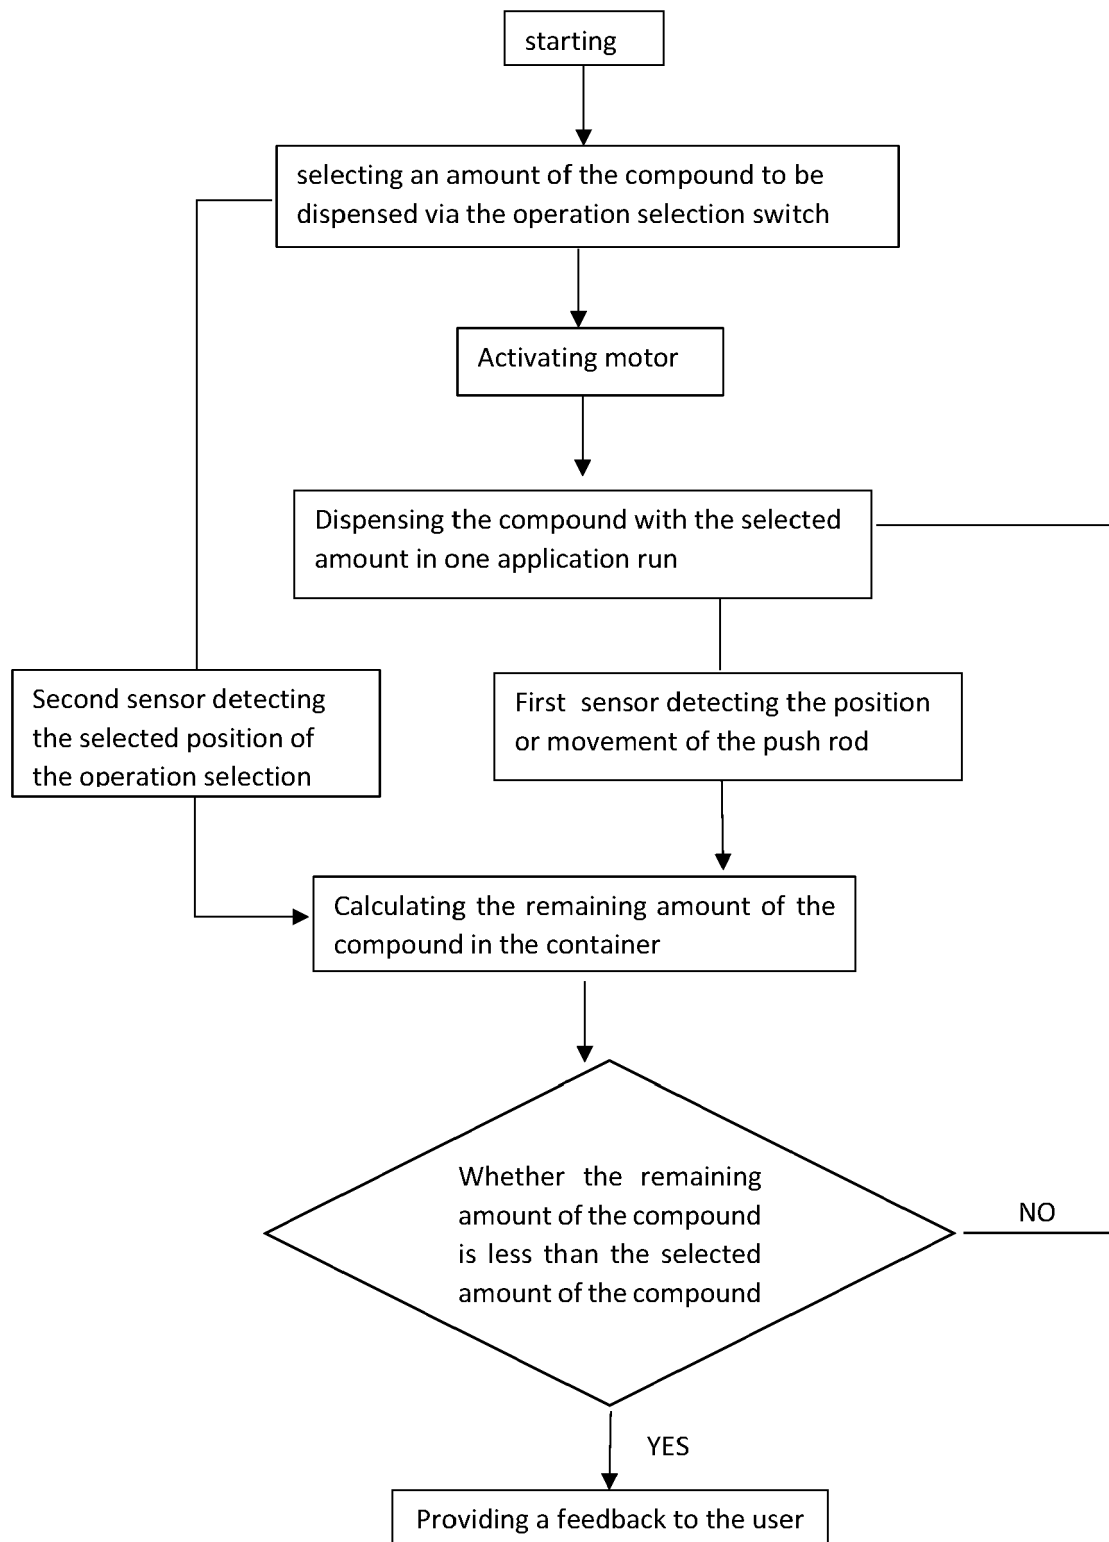 starting
selecting an amount of the compound to be
dispensed via the operation selection switch
Activating motor
Dispensing the compound with the selected
amount in one application run
Second sensor detecting
the selected position of
the operation selection
First sensor detecting the position
or movement of the push rod
Calculating the remaining amount of the
compound in the container
Whether the remaining
amount of the compound
is less than the selected
amount of the compound
NO
YES
Providing a feedback to the user